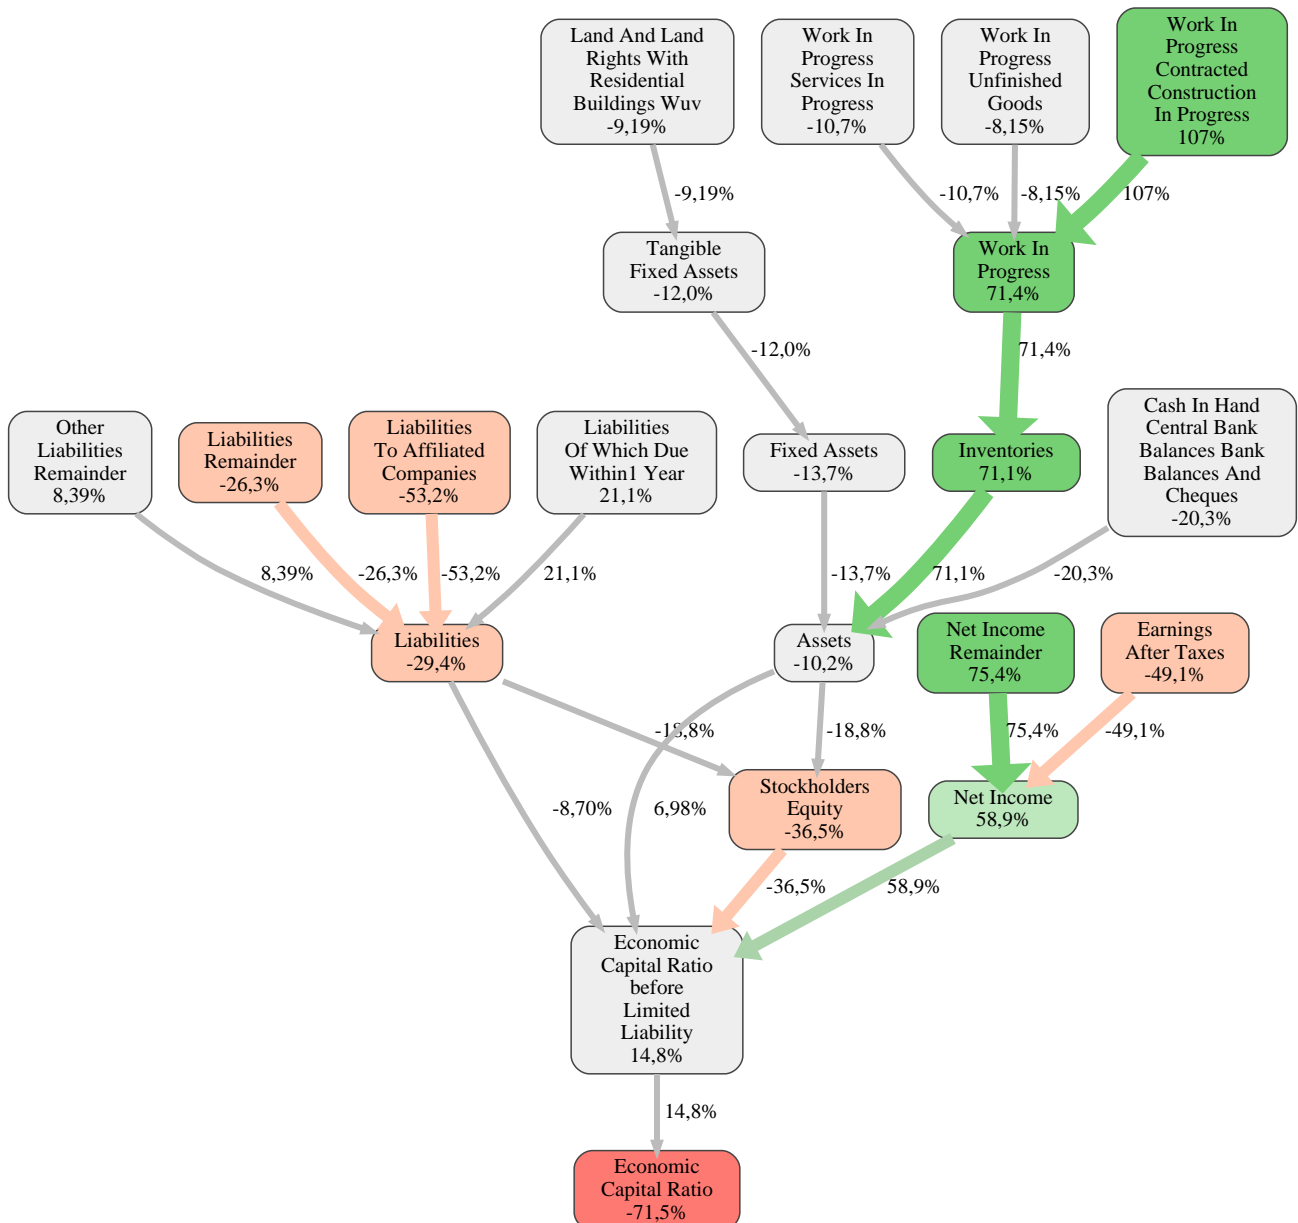 Land And Land
Rights With
Residential
Buildings Wuv
-9,19%
Work In
Progress
Services In
Progress
-10,7%
Work In
Progress
Unfinished
Goods
-8,15%
Work In
Progress
Contracted
Construction
In Progress
107%
-9,19%
-10,7%
-8,15%
107%
Tangible
Fixed Assets
-12,0%
Work In
Progress
71,4%
-12,0%
71,4%
Other
Liabilities
Remainder
8,39%
Liabilities
Remainder
-26,3%
Liabilities
To Affiliated
Companies
-53,2%
Liabilities
Of Which Due
Within1 Year
21,1%
Fixed Assets
-13,7%
Inventories
71,1%
Cash In Hand
Central Bank
Balances Bank
Balances And
Cheques
-20,3%
8,39%
-26,3%
-53,2%
21,1%
-13,7%
71,1%
-20,3%
Liabilities
-29,4%
Assets
-10,2%
Net Income
Remainder
75,4%
Earnings
After Taxes
-49,1%
-18,8%
-18,8%
75,4%
-49,1%
-8,70%
6,98%
Stockholders
Equity
-36,5%
Net Income
58,9%
-36,5%
58,9%
Economic
Capital Ratio
before
Limited
Liability
14,8%
14,8%
Economic
Capital Ratio
-71,5%